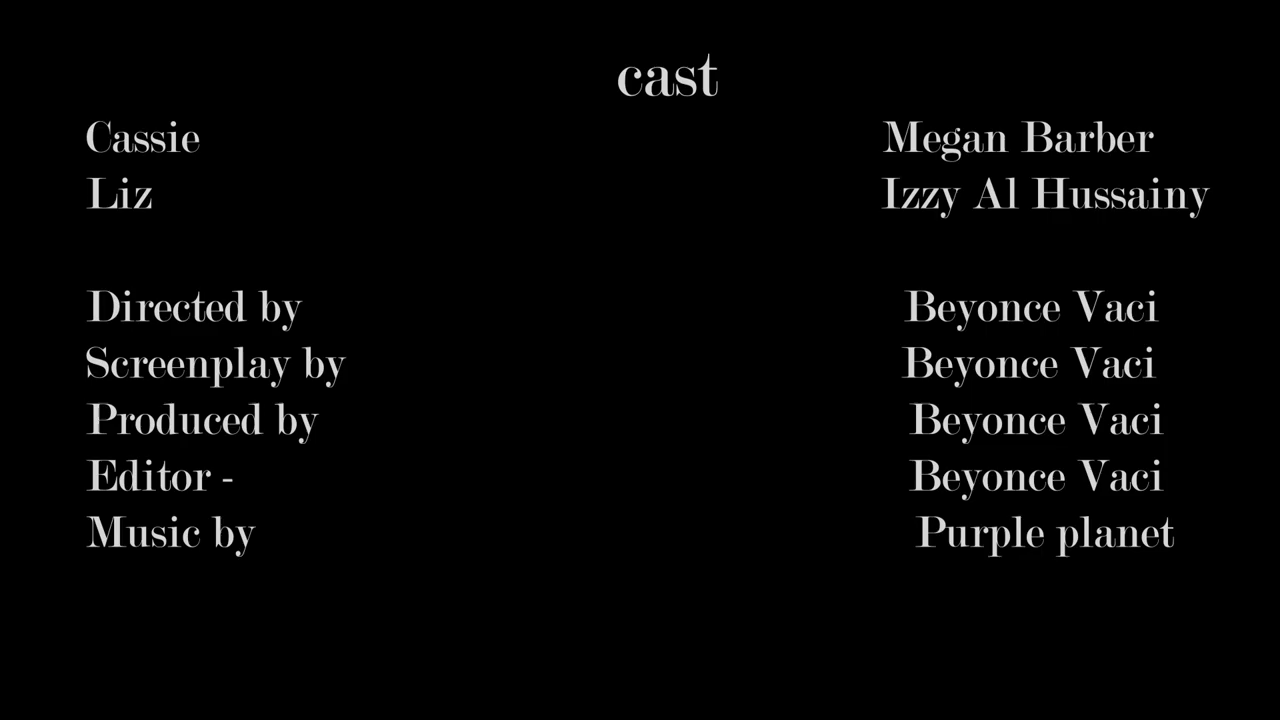 cast
Cassie Megan Barber
Liz Izzy Al Hussainy
Directed by Beyonce Vaci
Screenplay by Beyonce Vaci
Produced by Beyonce Vaci
Editor - Beyonce Vaci
Music by Purple planet